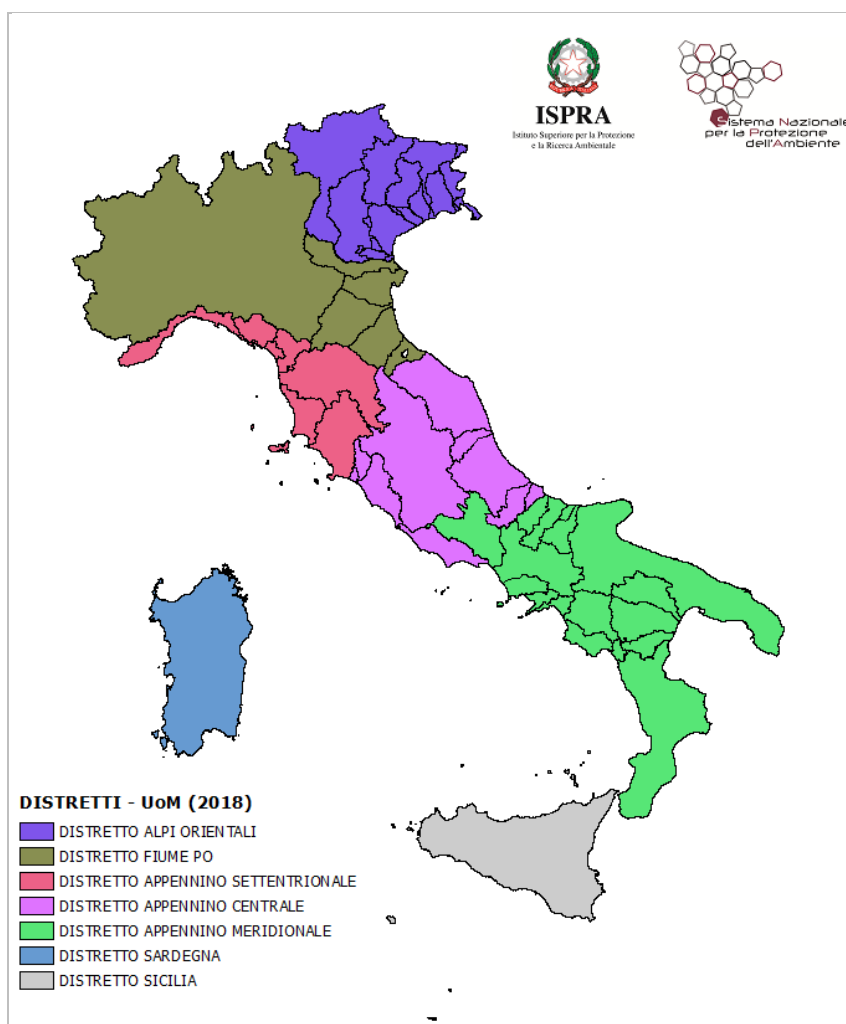 ISPRA
Istituto Superiore per la Protezione
e la Ricerca Ambientale
Sistema Nazionale
per la Protezione
dell'Ambiente
DISTRETTI - UoM (2018)
DISTRETTO ALPI ORIENTALI
DISTRETTO FIUME PO
DISTRETTO APPENNINO SETTENTRIONALE
DISTRETTO APPENNINO CENTRALE
DISTRETTO APPENNINO MERIDIONALE
DISTRETTO SARDEGNA
DISTRETTO SICILIA